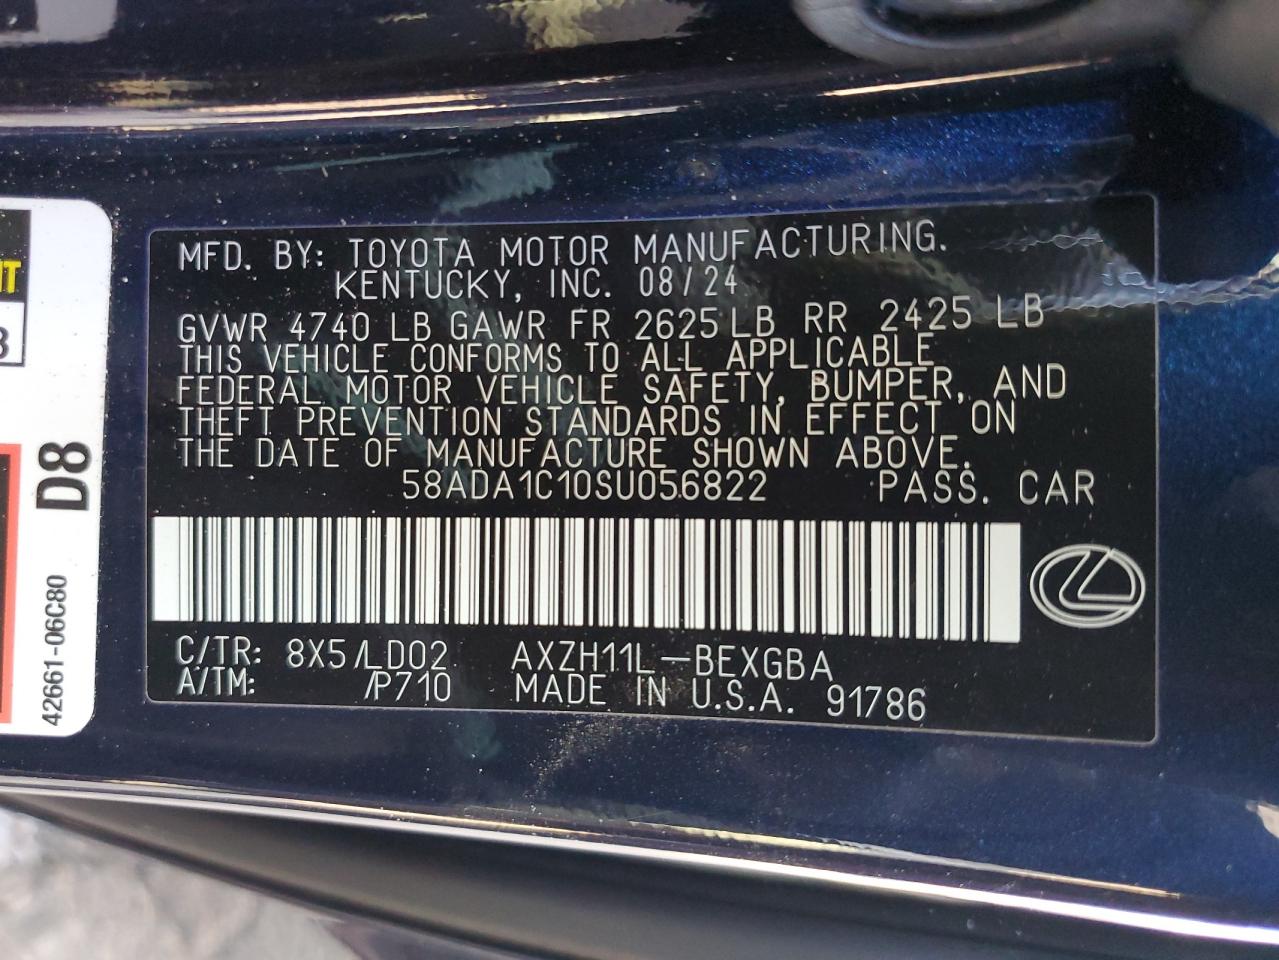 MFD. BY: TOYOTA MOTOR MANUFACTURING.
KENTUCKY, INC. 08/24
GVWR 4740 LB GAWR FR 2625 LB RR 2425 LB
THIS VEHICLE CONFORMS TO ALL APPLICABLE
FEDERAL MOTOR VEHICLE SAFETY, BUMPER, AND
THEFT PREVENTION STANDARDS IN EFFECT ON
THE DATE OF MANUFACTURE SHOWN ABOVE.
58ADA1C10SU056822 PASS. CAR
C/TR: 8X5/LD02 AXZH11L-BEXGBA
A/TM: /P710 MADE IN U.S.A. 91786
D8
42661-06C80